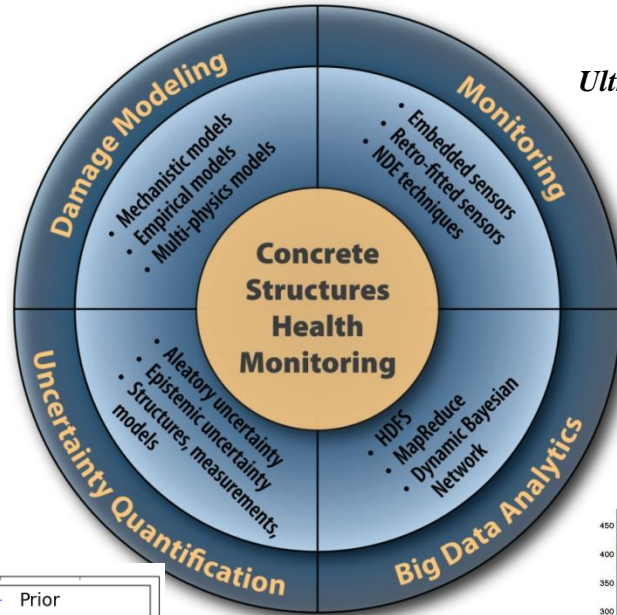 Damage Modeling
• Mechanistic models
• Empirical models
• Multi-physics models
Monitoring
• Embedded sensors
• Retro-fitted sensors
• NDE techniques
Ult
Concrete
Structures
Health
Monitoring
Uncertainty Quantification
• Aleatory uncertainty
• Epistemic uncertainty
• Structures, measurements,
models
Big Data Analytics
• HDFS
• MapReduce
• Dynamic Bayesian
Network
Prior
450
400
350
300